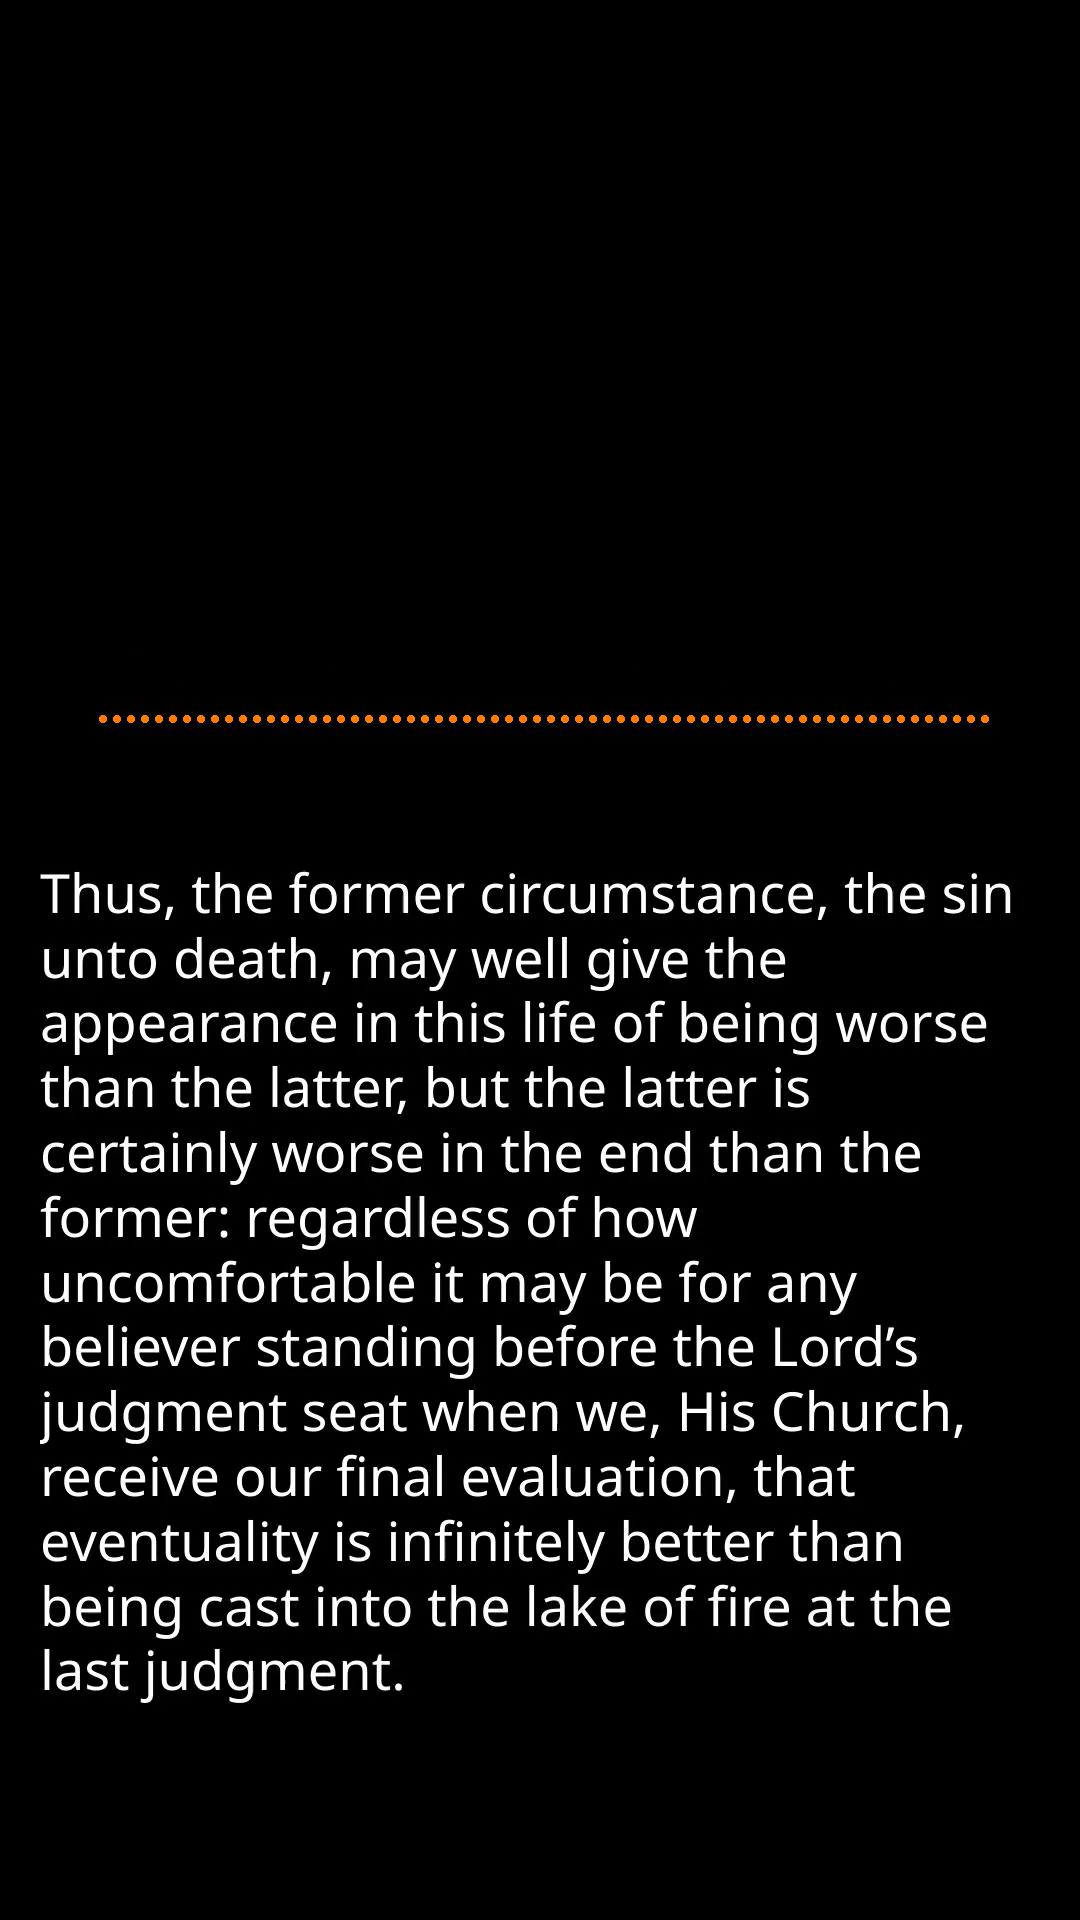 Thus, the former circumstance, the sin
unto death, may well give the
appearance in this life of being worse
than the latter, but the latter is
certainly worse in the end than the
former: regardless of how
uncomfortable it may be for any
believer standing before the Lord’s
judgment seat when we, His Church,
receive our final evaluation, that
eventuality is infinitely better than
being cast into the lake of fire at the
last judgment.